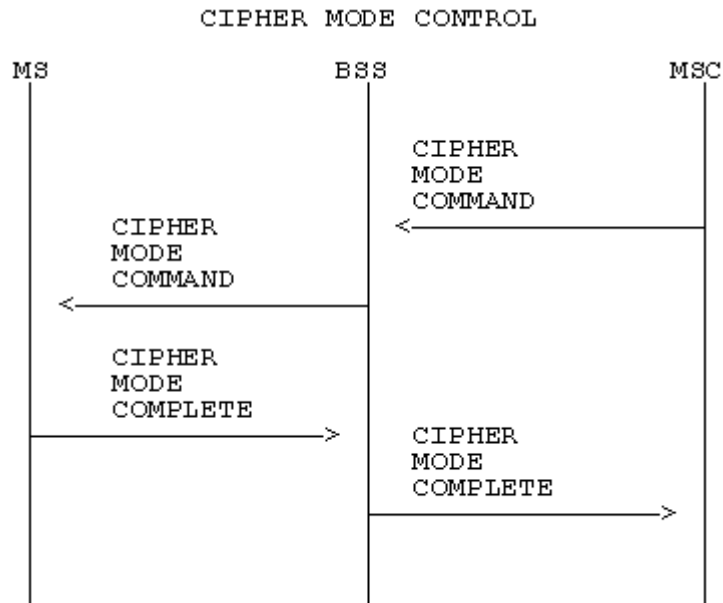 CIPHER MODE CONTROL
MS BSS MSC
CIPHER
MODE
COMMAND
CIPHER
MODE
COMMAND
CIPHER
MODE
COMPLETE
CIPHER
MODE
COMPLETE